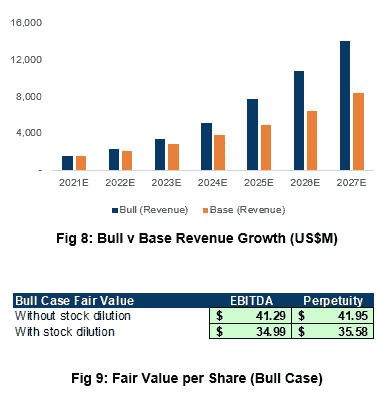 16,000
12,000
8,000
4,000
-
2021E 2022E 2023E 2024E 2025E 2026E 2027E
Bull (Revenue) Base (Revenue)
Fig 8: Bull v Base Revenue Growth (US$M)
Bull Case Fair Value EBITDA Perpetuity
Without stock dilution $ 41.29 $ 41.95
With stock dilution $ 34.99 $ 35.58
Fig 9: Fair Value per Share (Bull Case)